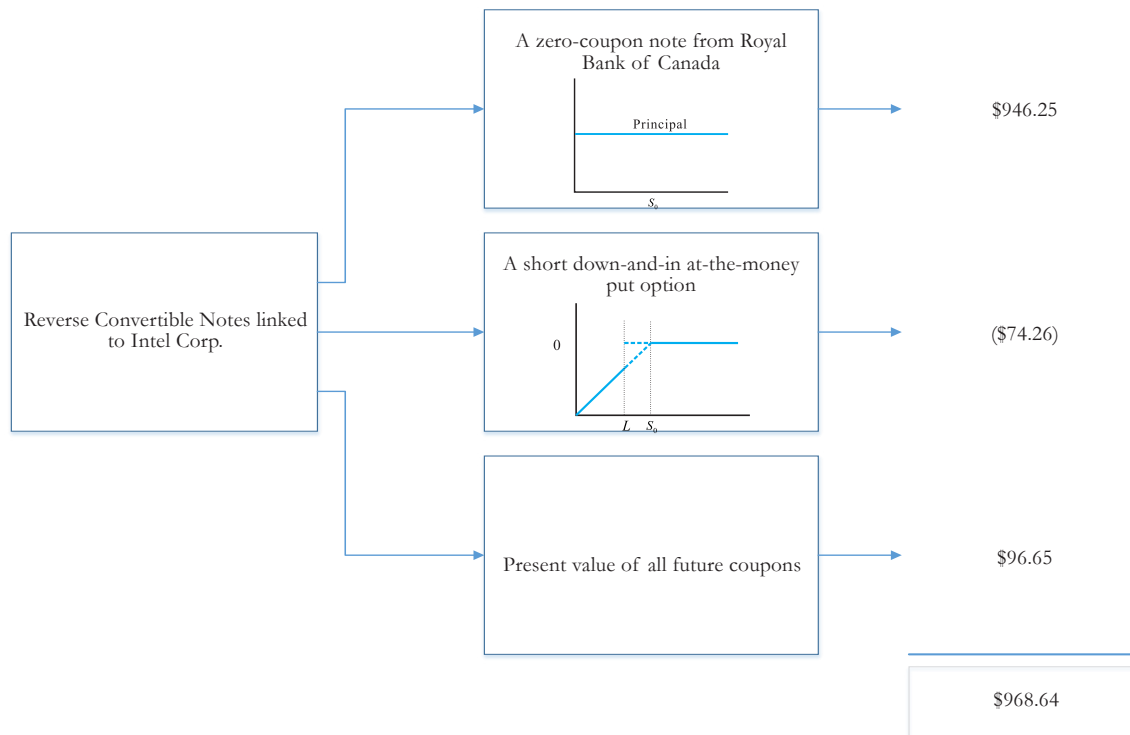 A zero-coupon note from Royal
Bank of Canada
Principal
S₀
$946.25
Reverse Convertible Notes linked
to Intel Corp.
A short down-and-in at-the-money
put option
0
L S₀
($74.26)
Present value of all future coupons
$96.65
$968.64